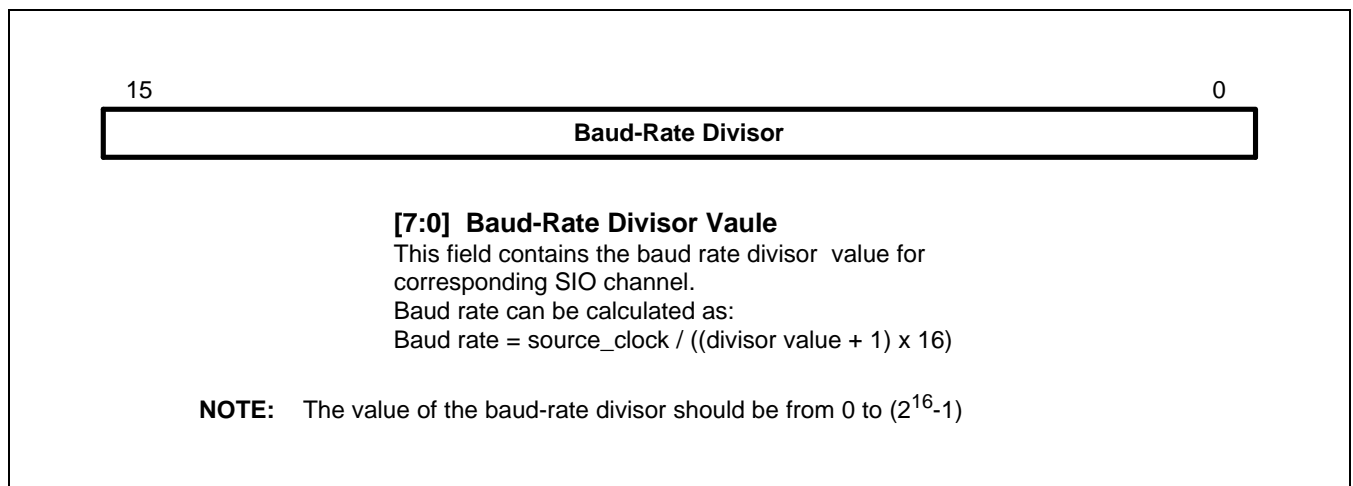 15 0
Baud-Rate Divisor
[7:0] Baud-Rate Divisor Vaule
This field contains the baud rate divisor value for
corresponding SIO channel.
Baud rate can be calculated as:
Baud rate = source_clock / ((divisor value + 1) x 16)
NOTE: The value of the baud-rate divisor should be from 0 to (2^16-1)